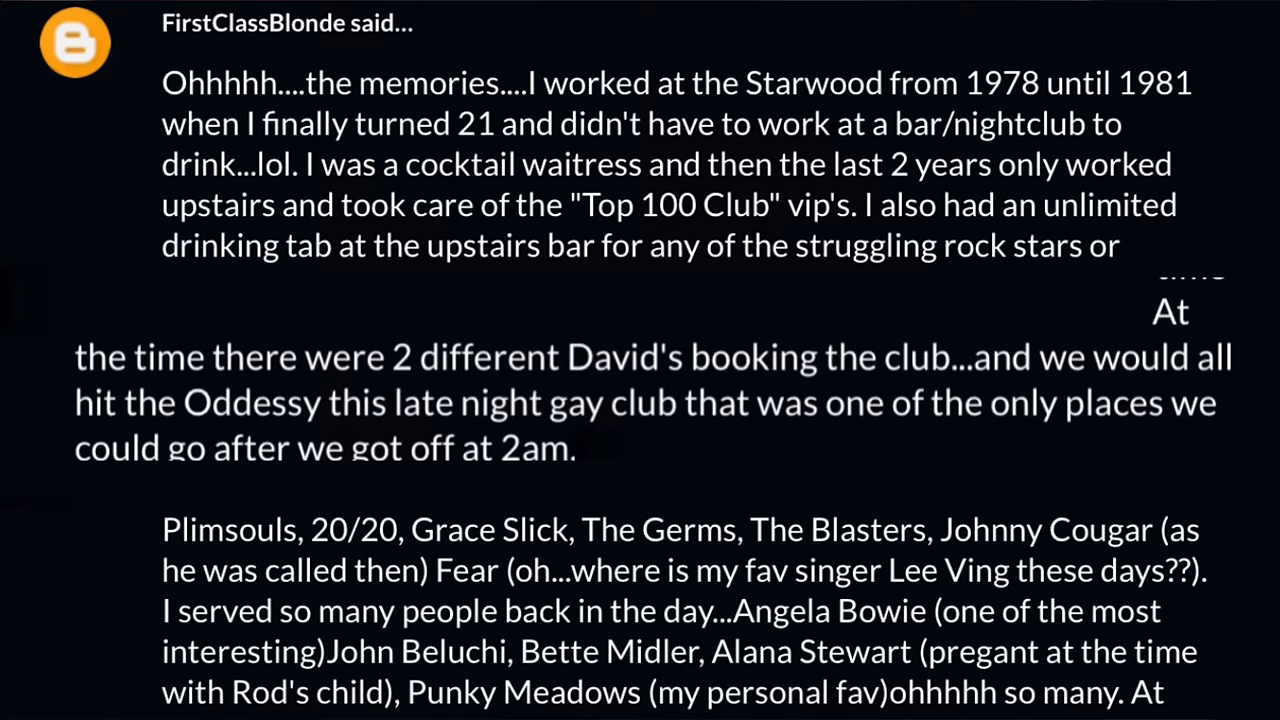 FirstClassBlonde said...
Ohhhhh....the memories....I worked at the Starwood from 1978 until 1981
when I finally turned 21 and didn't have to work at a bar/nightclub to
drink...lol. I was a cocktail waitress and then the last 2 years only worked
upstairs and took care of the "Top 100 Club" vip's. I also had an unlimited
drinking tab at the upstairs bar for any of the struggling rock stars or
At
the time there were 2 different David's booking the club...and we would all
hit the Oddessy this late night gay club that was one of the only places we
could go after we got off at 2am.
Plimsouls, 20/20, Grace Slick, The Germs, The Blasters, Johnny Cougar (as
he was called then) Fear (oh...where is my fav singer Lee Ving these days??).
I served so many people back in the day...Angela Bowie (one of the most
interesting)John Beluchi, Bette Midler, Alana Stewart (pregant at the time
with Rod's child), Punky Meadows (my personal fav)ohhhhh so many. At